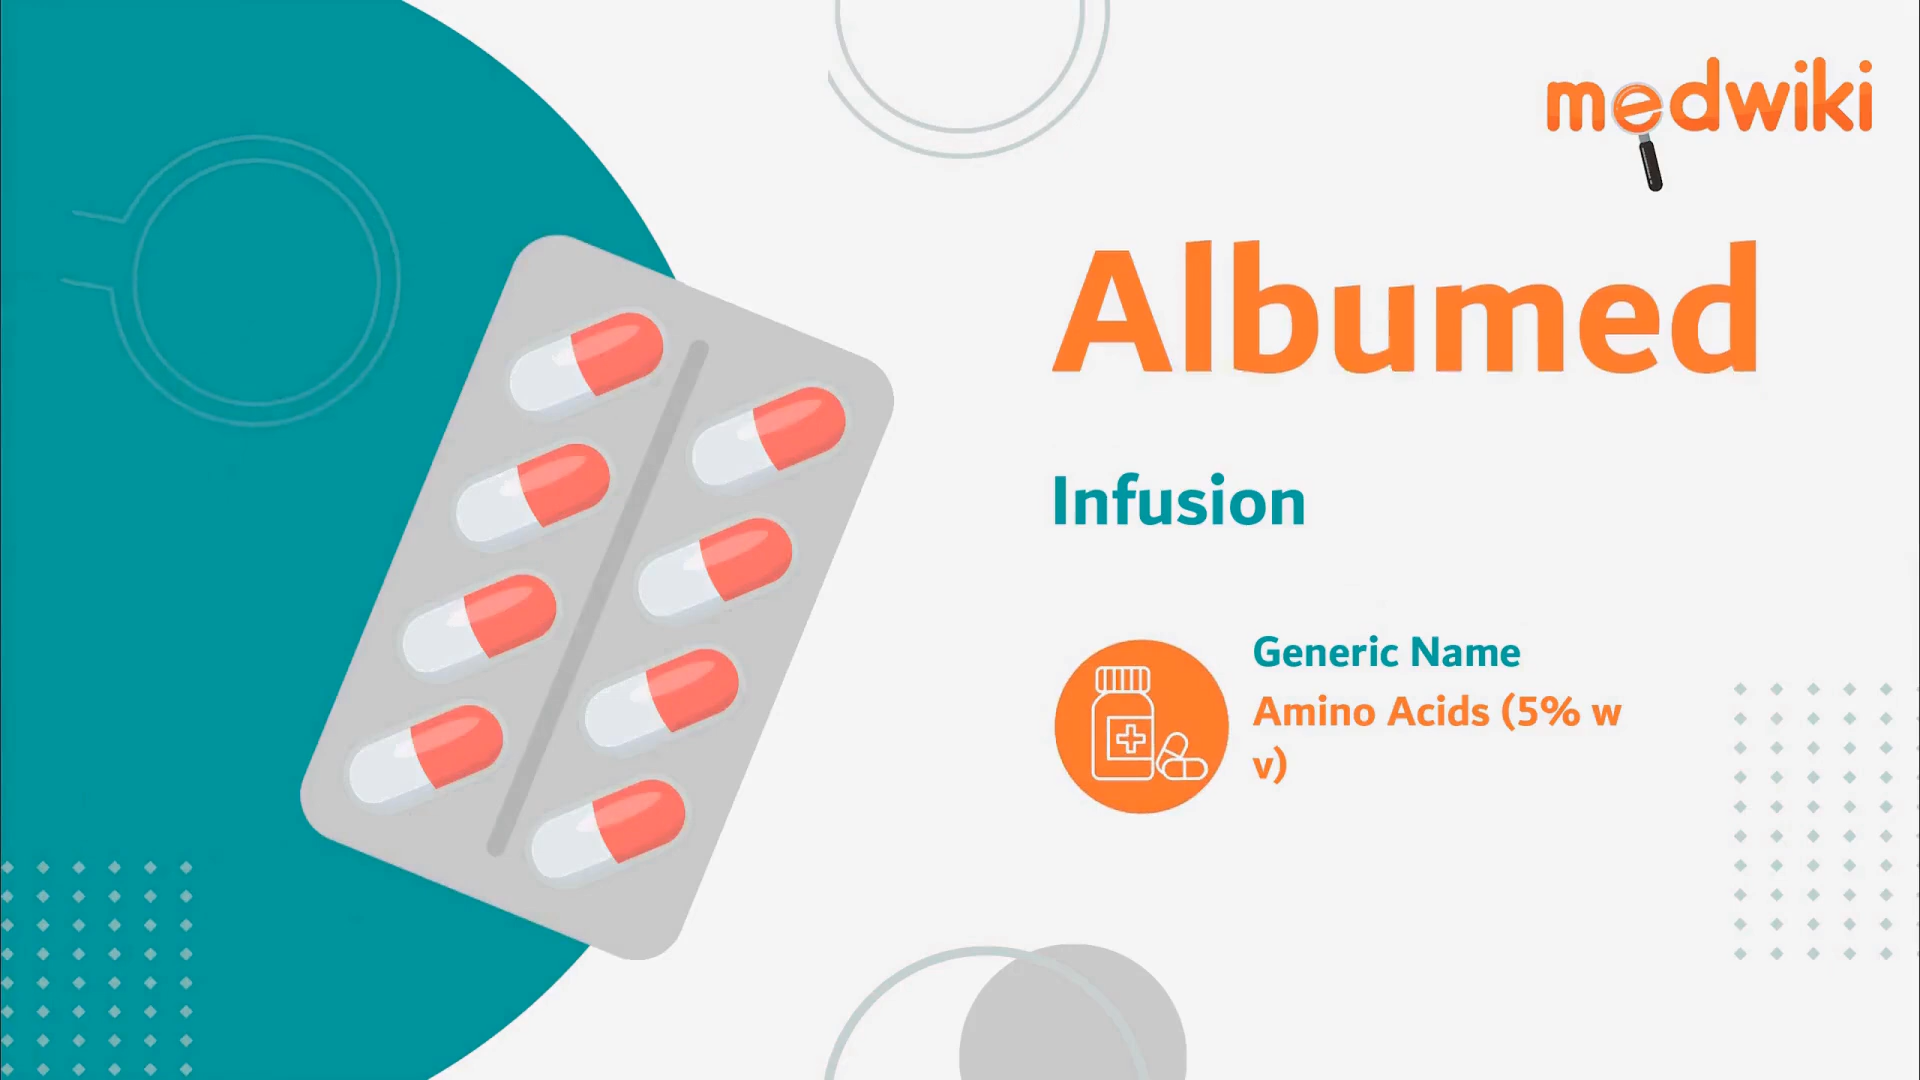 medwiki
Albumed
Infusion
Generic Name
Amino Acids (5% w
v)